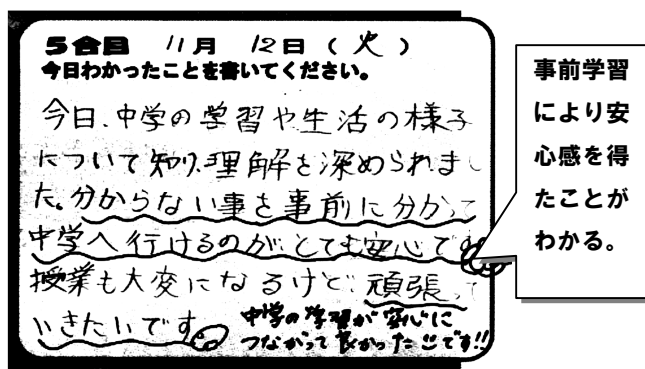 5合目 11月 12日(火)
今日わかったことを書いてください。
今日、中学の学習や生活の様子
について知り、理解を深められまし
た。分からない事を事前に分かって
中学へ行けるのが、とても安心です
授業も大変になるけど、頑張って
いきたいです。
中学の学習が安心に
つながって良かったです!!
事前学習
により安
心感を得
たことが
わかる。